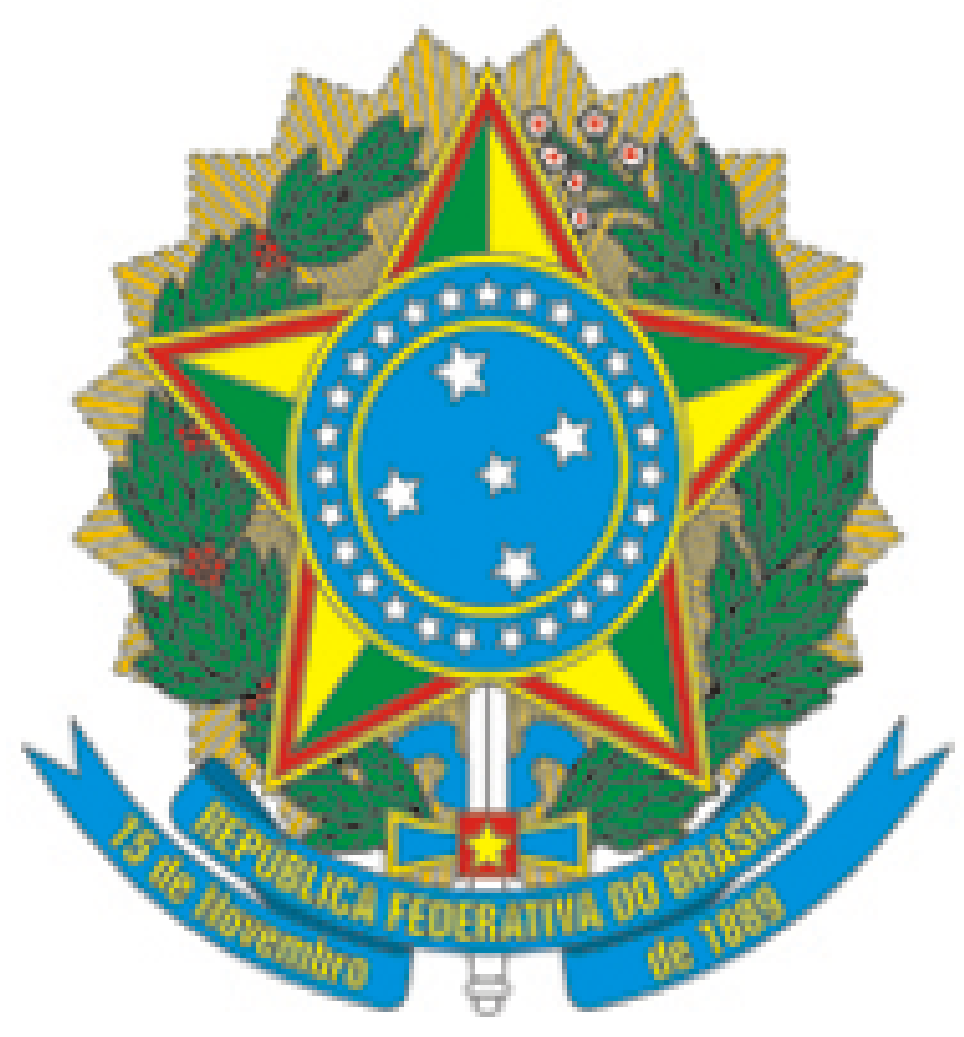 REPUBLICA FEDERATIVA DO BRASIL
15 de Novembro
de 1889